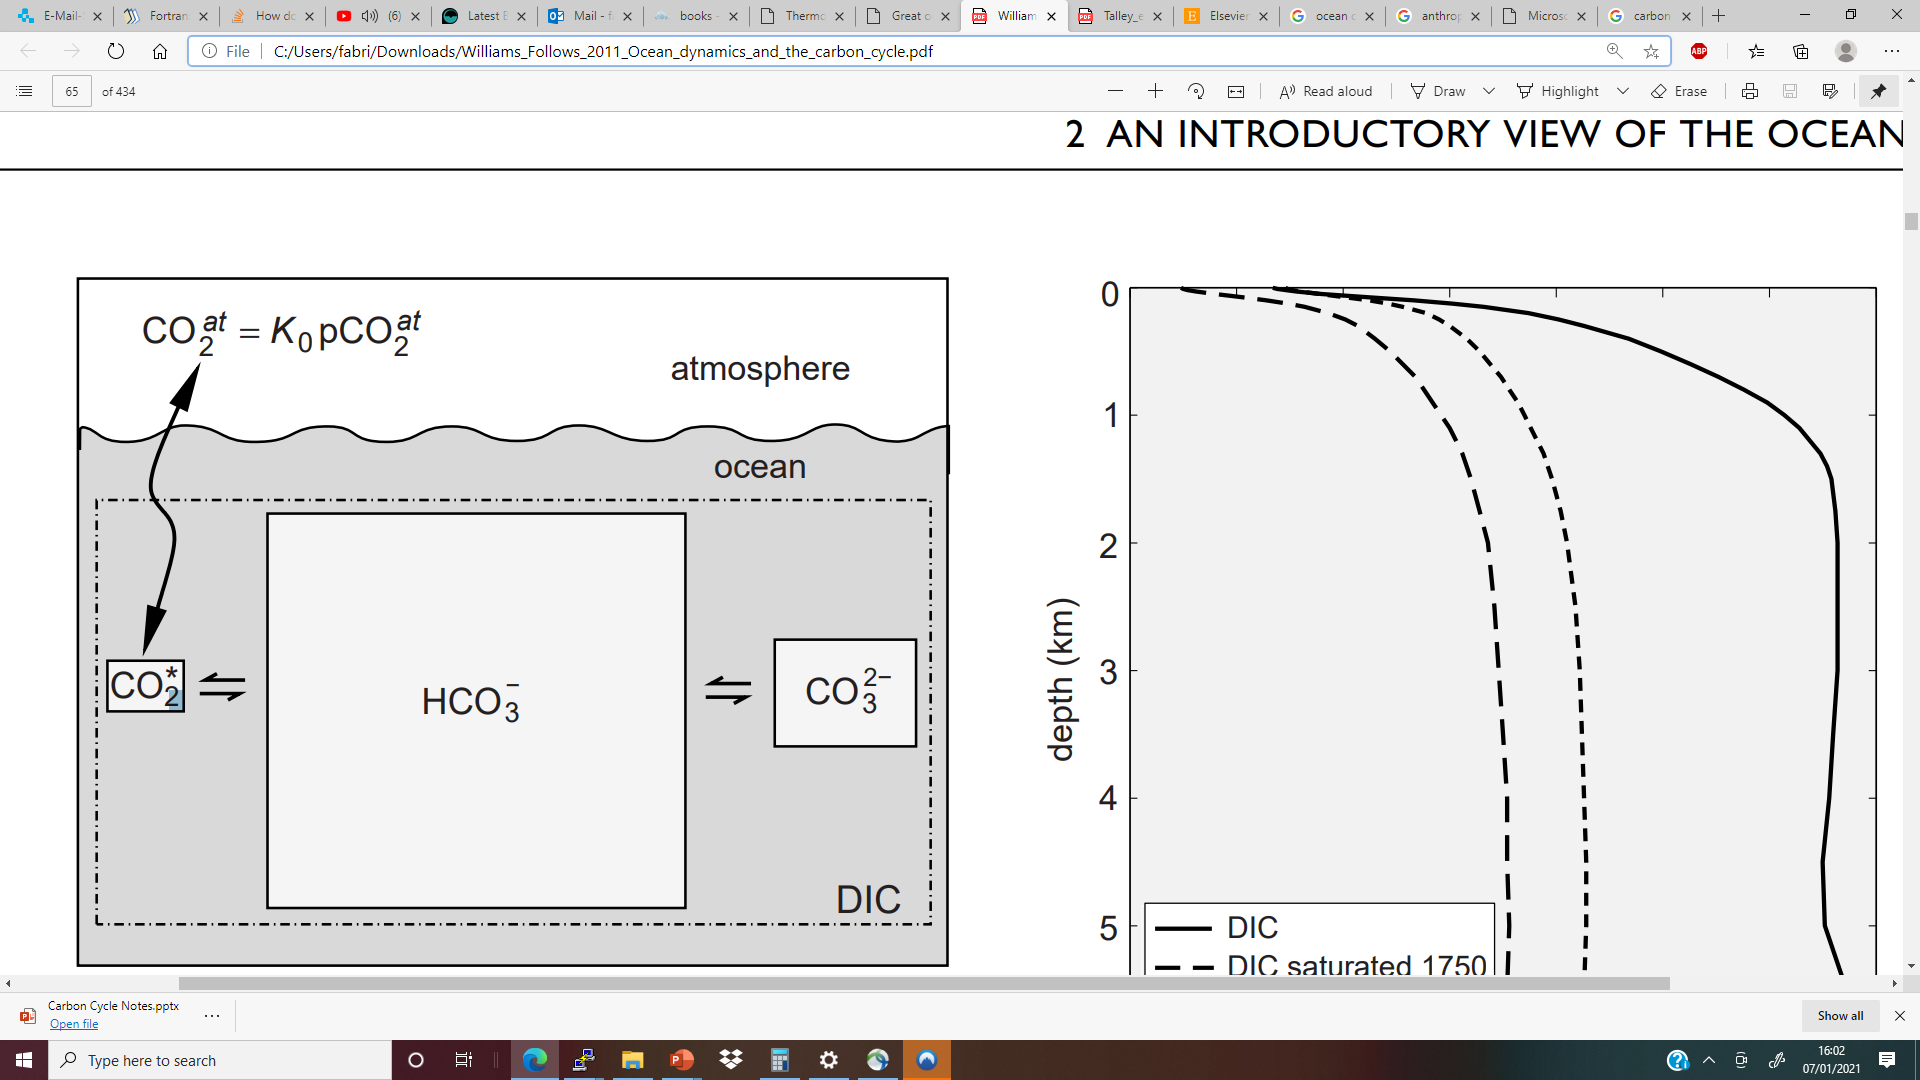 E-Mail-
Fortran
How do
(6)
Latest E
Mail - f
books -
Thermo
Great o
William
Talley_e
Elsevier
ocean c
anthrop
Microso
carbon
File
C:/Users/fabri/Downloads/Williams_Follows_2011_Ocean_dynamics_and_the_carbon_cycle.pdf
ABP
65 of 434
Read aloud
Draw
Highlight
Erase
2 AN INTRODUCTORY VIEW OF THE OCEAN
CO₂ᵃᵗ = K₀ pCO₂ᵃᵗ
atmosphere
ocean
CO₂* ⇌ HCO₃⁻ ⇌ CO₃²⁻
DIC
0
1
2
3
4
5
depth (km)
DIC
DIC saturated 1750
Carbon Cycle Notes.pptx
Open file
Show all
Type here to search
16:02
07/01/2021